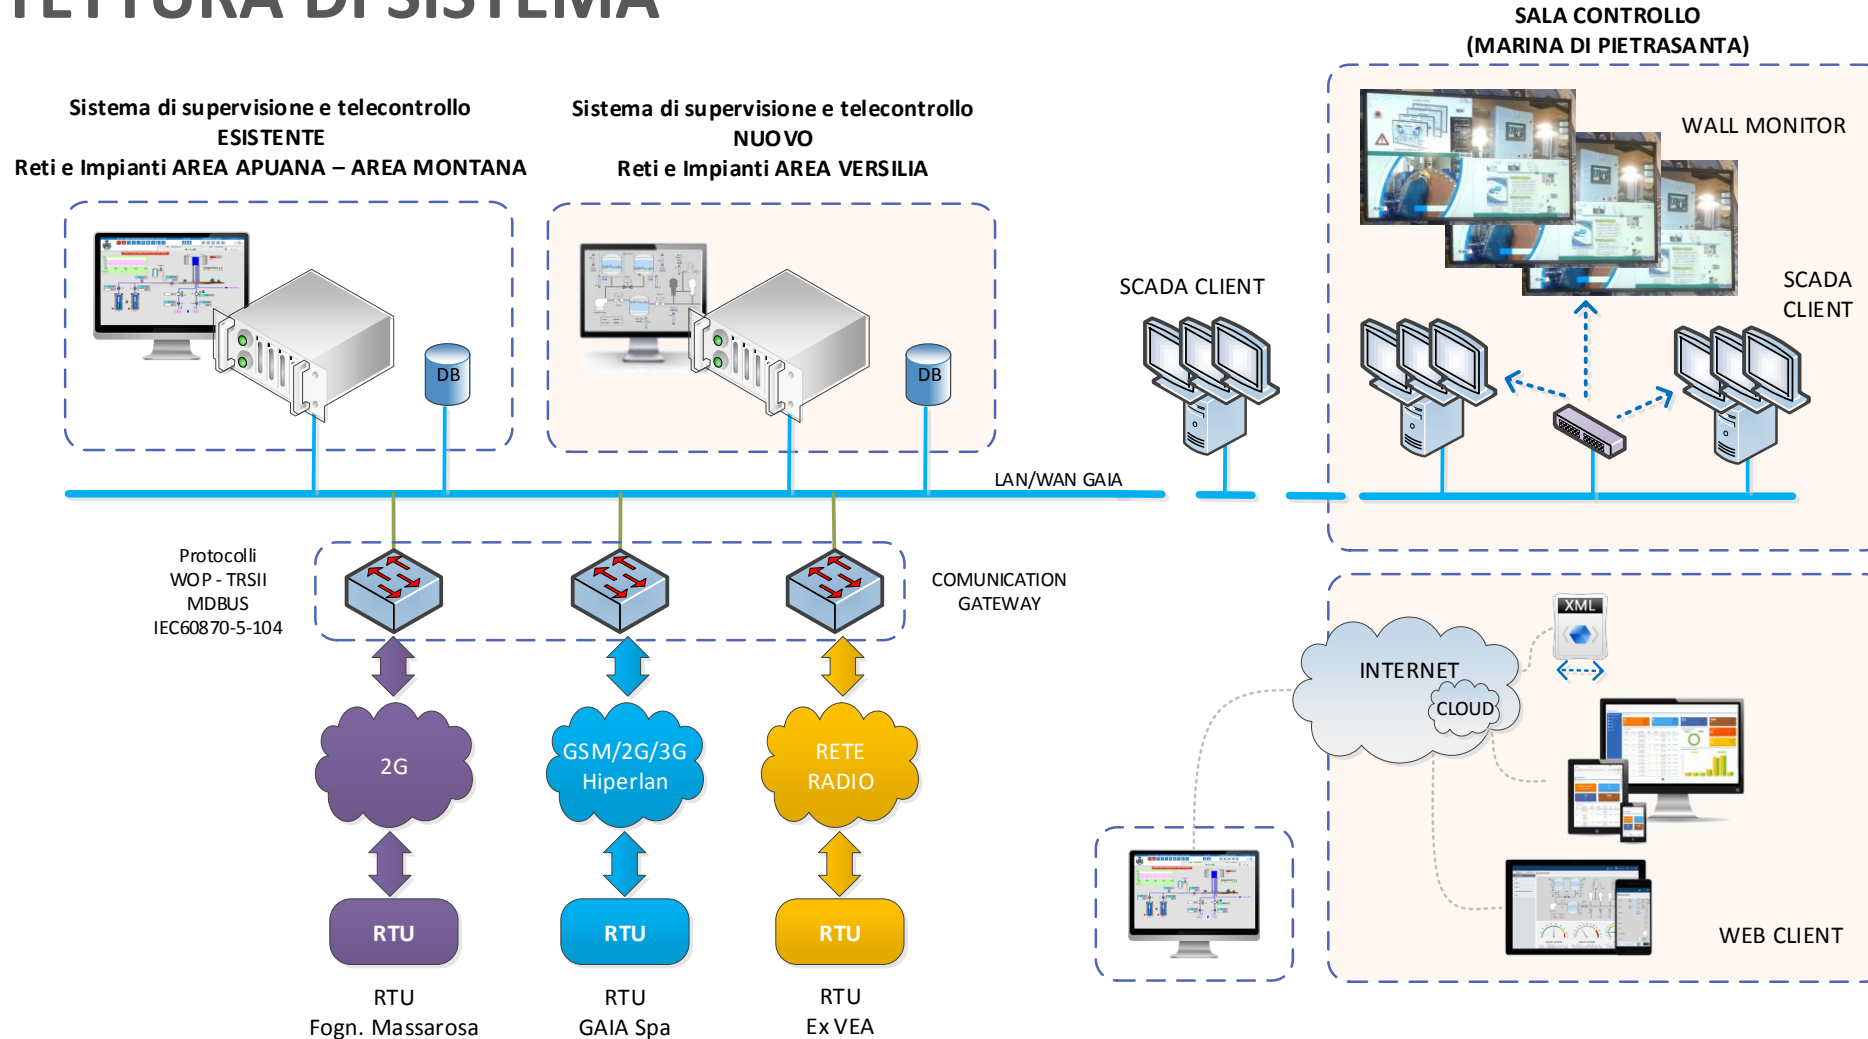 TETTURA DI SISTEMA
SALA CONTROLLO
(MARINA DI PIETRASANTA)
Sistema di supervisione e telecontrollo
ESISTENTE
Reti e Impianti AREA APUANA – AREA MONTANA
Sistema di supervisione e telecontrollo
NUOVO
Reti e Impianti AREA VERSILIA
WALL MONITOR
SCADA CLIENT
SCADA
CLIENT
DB
DB
LAN/WAN GAIA
Protocolli
WOP - TRSII
MDBUS
IEC60870-5-104
COMUNICATION
GATEWAY
XML
INTERNET
CLOUD
2G
GSM/2G/3G
Hiperlan
RETE
RADIO
RTU
RTU
RTU
WEB CLIENT
RTU
Fogn. Massarosa
RTU
GAIA Spa
RTU
Ex VEA